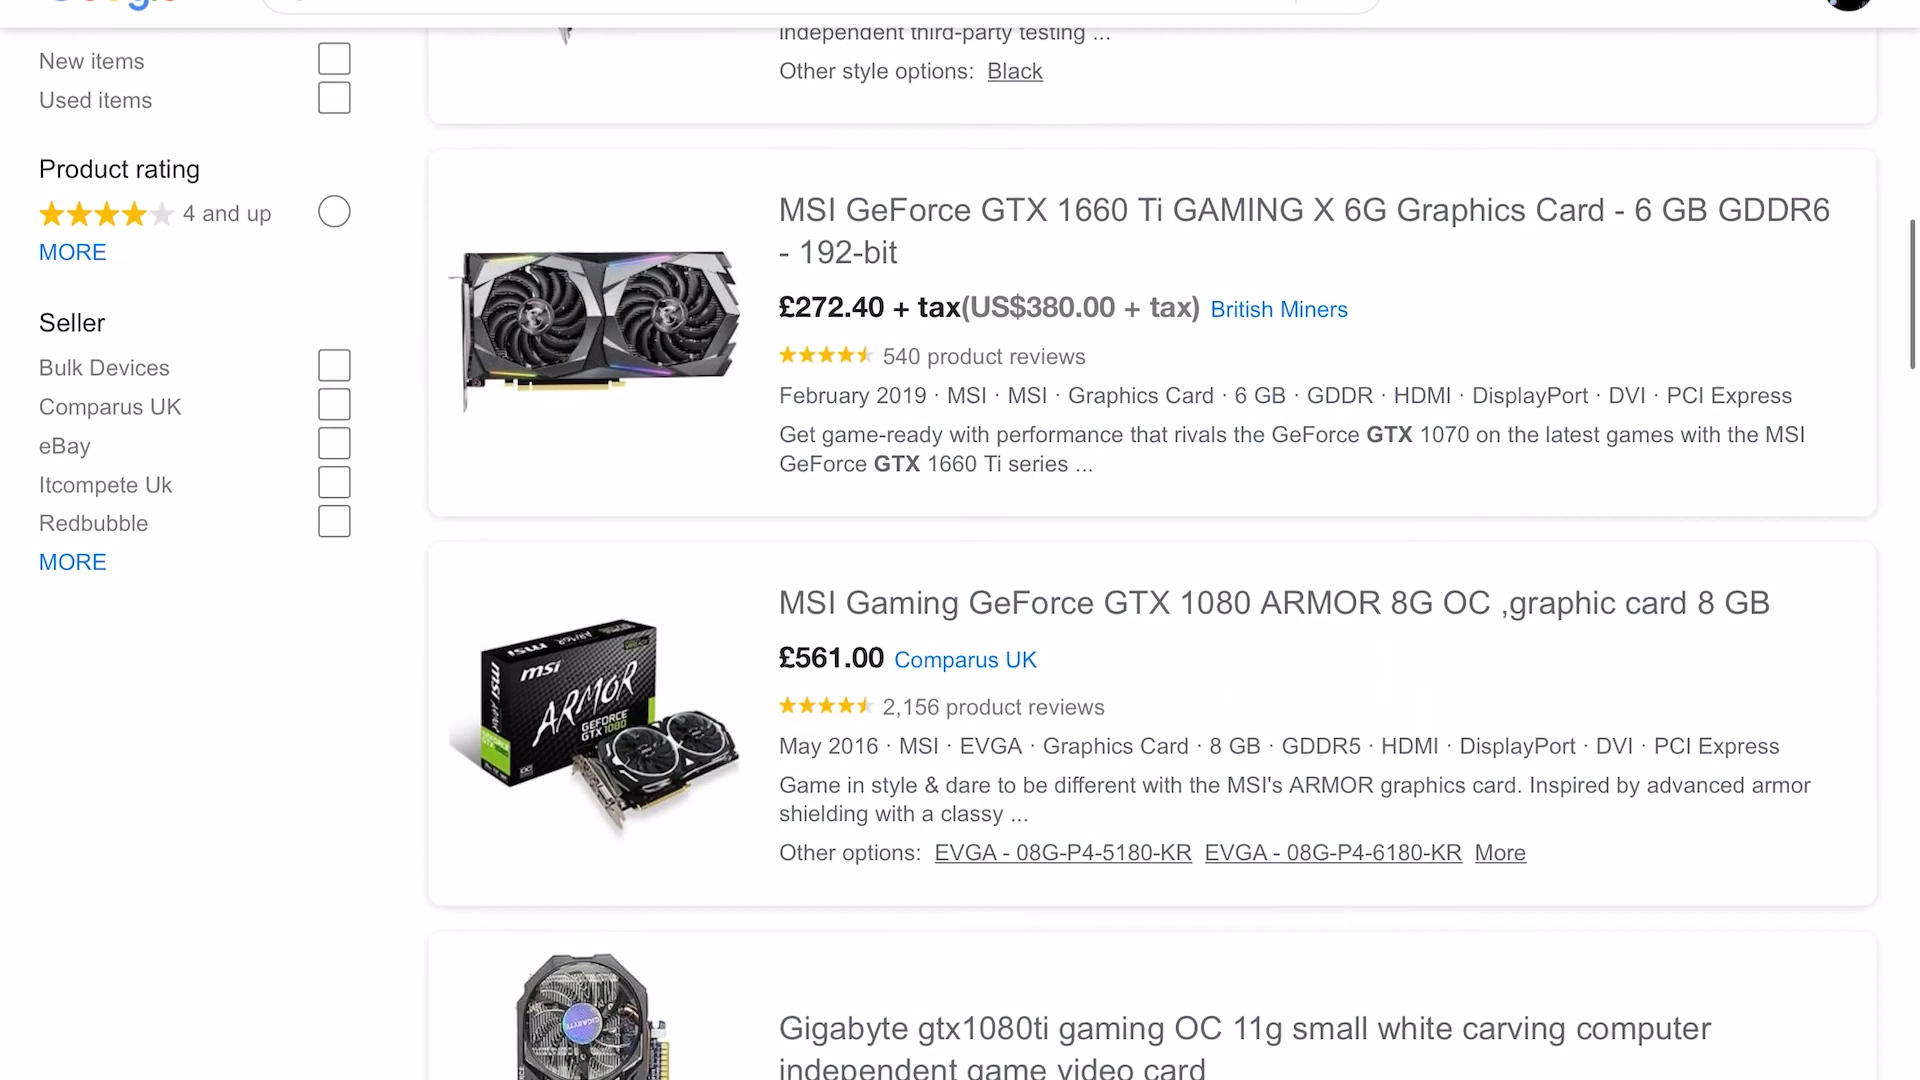 Google
New items
Used items
Product rating
4 and up
MORE
Seller
Bulk Devices
Comparus UK
eBay
Itcompete Uk
Redbubble
MORE
independent third-party testing ...
Other style options: Black
MSI GeForce GTX 1660 Ti GAMING X 6G Graphics Card - 6 GB GDDR6
- 192-bit
£272.40 + tax(US$380.00 + tax) British Miners
540 product reviews
February 2019 · MSI · MSI · Graphics Card · 6 GB · GDDR · HDMI · DisplayPort · DVI · PCI Express
Get game-ready with performance that rivals the GeForce GTX 1070 on the latest games with the MSI
GeForce GTX 1660 Ti series ...
msi
ARMOR
GEFORCE
GTX 1080
MSI Gaming GeForce GTX 1080 ARMOR 8G OC ,graphic card 8 GB
£561.00 Comparus UK
2,156 product reviews
May 2016 · MSI · EVGA · Graphics Card · 8 GB · GDDR5 · HDMI · DisplayPort · DVI · PCI Express
Game in style & dare to be different with the MSI's ARMOR graphics card. Inspired by advanced armor
shielding with a classy ...
Other options: EVGA - 08G-P4-5180-KR EVGA - 08G-P4-6180-KR More
GIGABYTE
Gigabyte gtx1080ti gaming OC 11g small white carving computer
independent game video card